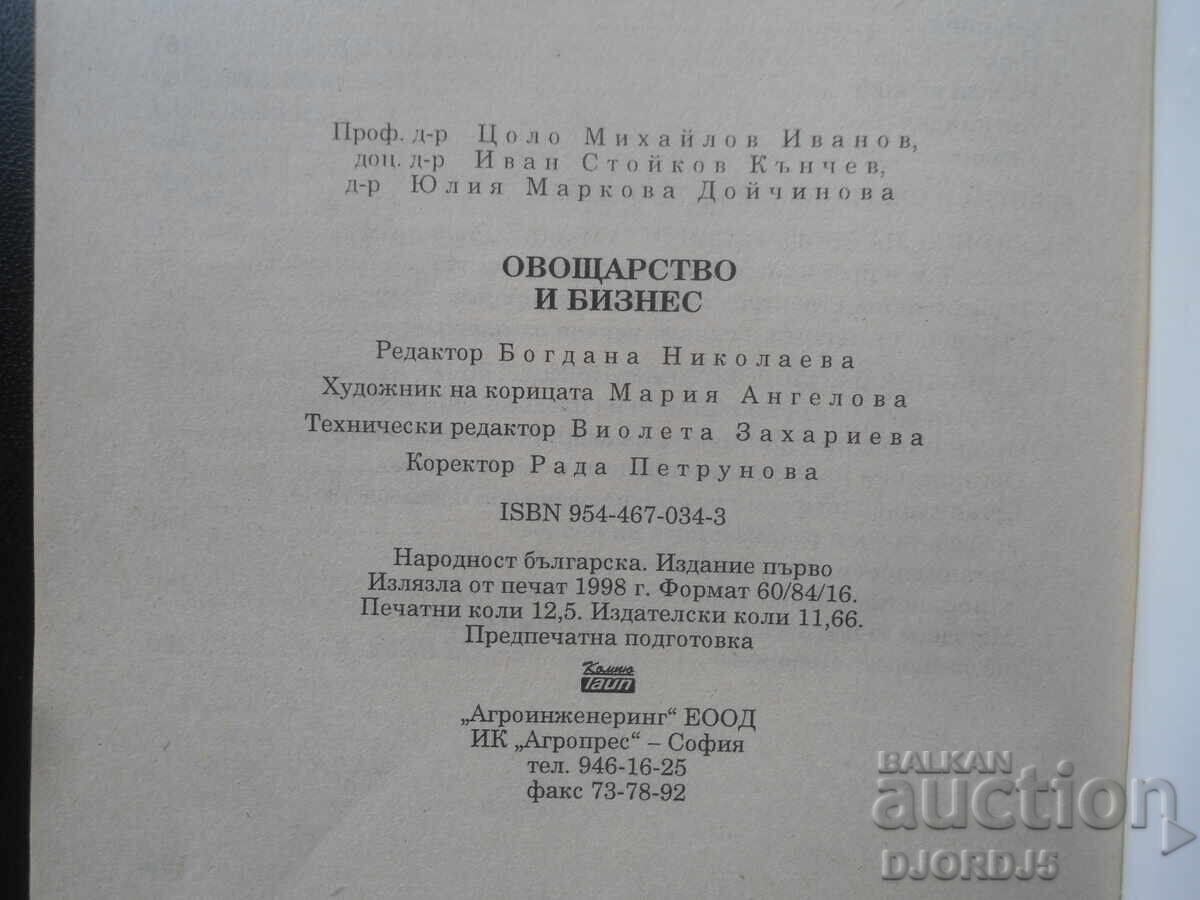 Проф. д-р Цоло Михайлов Иванов,
доц. д-р Иван Стойков Кънчев,
д-р Юлия Маркова Дойчинова
ОВОЩАРСТВО
И БИЗНЕС
Редактор Богдана Николаева
Художник на корицата Мария Ангелова
Технически редактор Виолета Захариева
Коректор Рада Петрунова
ISBN 954-467-034-3
Народност българска. Издание първо
Излязла от печат 1998 г. Формат 60/84/16.
Печатни коли 12,5. Издателски коли 11,66.
Предпечатна подготовка
Компю
Тайп
„Агроинженеринг“ ЕООД
ИК „Агропрес“ – София
тел. 946-16-25
факс 73-78-92
BALKAN
auction
DJORDJ5